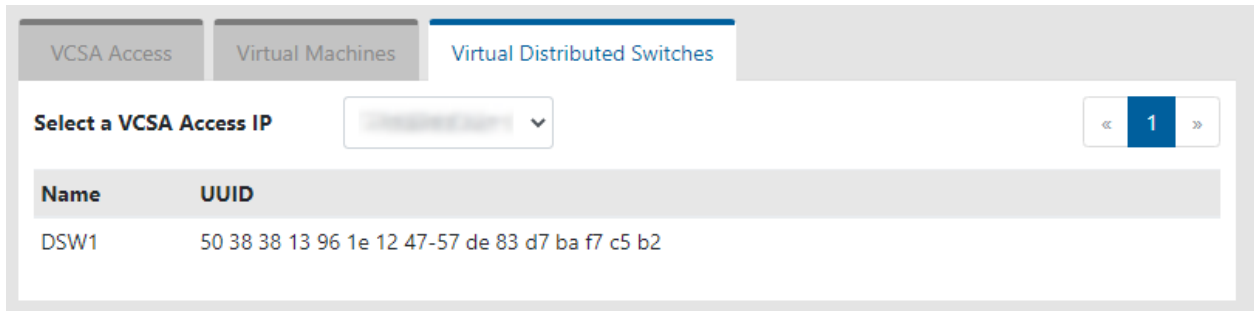 VCSA Access Virtual Machines Virtual Distributed Switches
Select a VCSA Access IP « 1 »
Name UUID
DSW1 50 38 38 13 96 1e 12 47-57 de 83 d7 ba f7 c5 b2